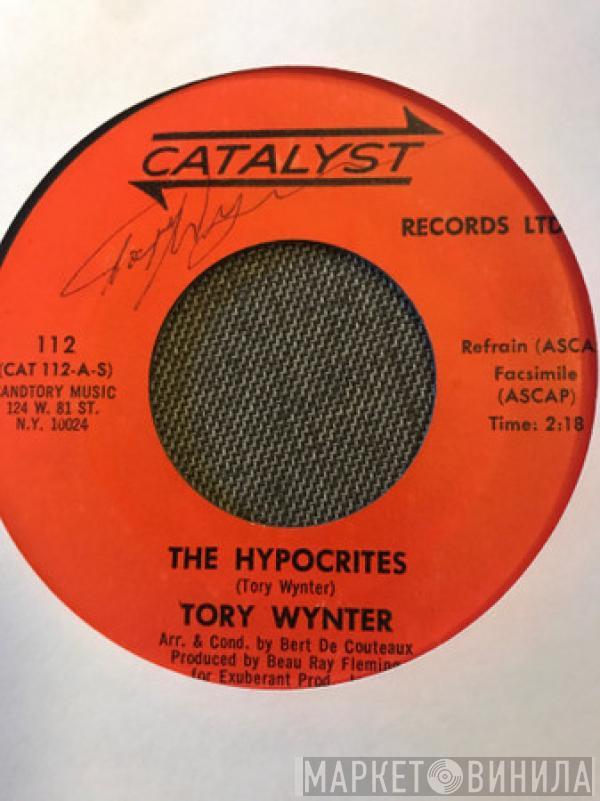 CATALYST
Tory Wynter
RECORDS LTD
112
(CAT 112-A-S)
ANDTORY MUSIC
124 W. 81 ST.
N.Y. 10024
Refrain (ASCA
Facsimile
(ASCAP)
Time: 2:18
THE HYPOCRITES
(Tory Wynter)
TORY WYNTER
Arr. & Cond. by Bert De Couteaux
Produced by Beau Ray Fleming
for Exuberant Prod.
МАРКЕТ ВИНИЛА